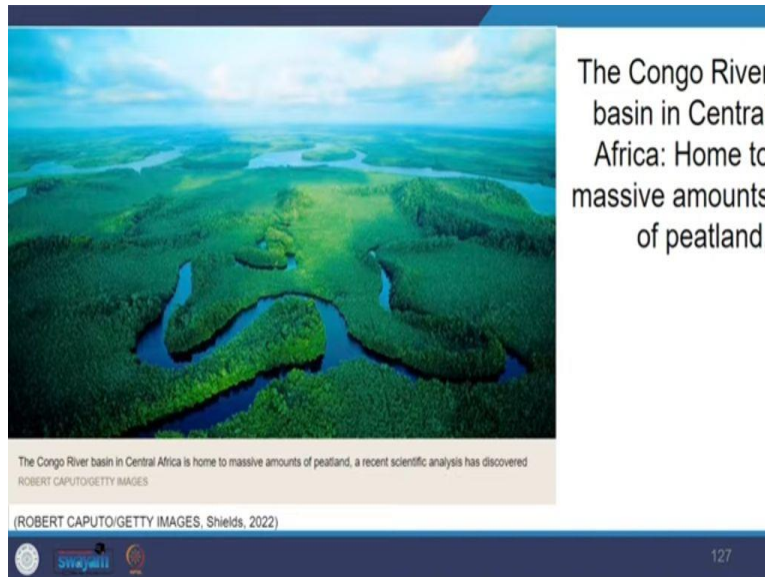 The Congo River
basin in Central
Africa: Home to
massive amounts
of peatland
The Congo River basin in Central Africa is home to massive amounts of peatland, a recent scientific analysis has discovered
ROBERT CAPUTO/GETTY IMAGES
(ROBERT CAPUTO/GETTY IMAGES, Shields, 2022)
swayam
127